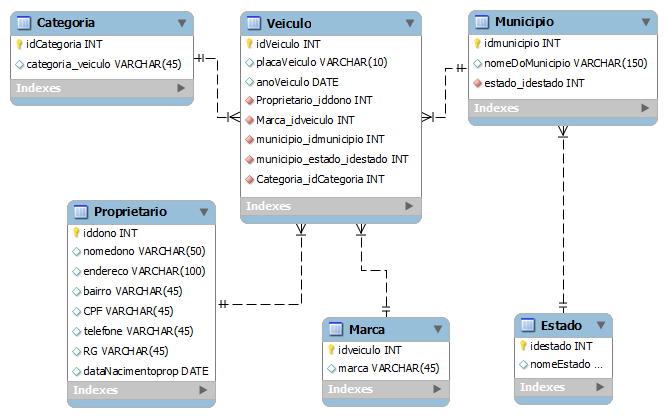 Categoria
idCategoria INT
categoria_veiculo VARCHAR(45)
Indexes
Veiculo
idVeiculo INT
placaVeiculo VARCHAR(10)
anoVeiculo DATE
Proprietario_iddono INT
Marca_idveiculo INT
municipio_idmunicipio INT
municipio_estado_idestado INT
Categoria_idCategoria INT
Indexes
Municipio
idmunicipio INT
nomeDoMunicipio VARCHAR(150)
estado_idestado INT
Indexes
Proprietario
iddono INT
nomedono VARCHAR(50)
endereco VARCHAR(100)
bairro VARCHAR(45)
CPF VARCHAR(45)
telefone VARCHAR(45)
RG VARCHAR(45)
dataNacimentoprop DATE
Indexes
Marca
idveiculo INT
marca VARCHAR(45)
Indexes
Estado
idestado INT
nomeEstado ...
Indexes